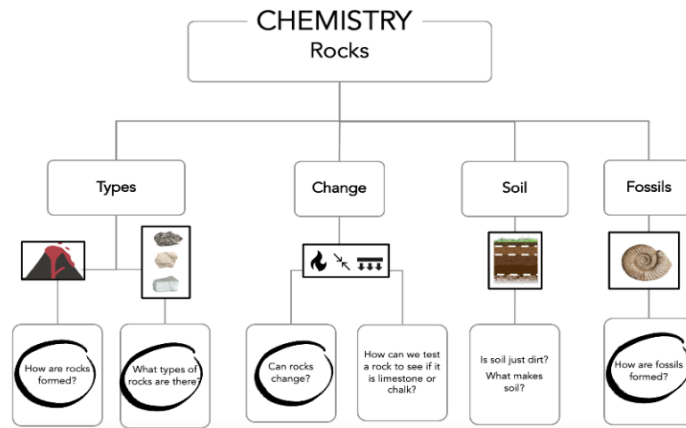 CHEMISTRY
Rocks
Types
Change
Soil
Fossils
How are rocks
formed?
What types of
rocks are there?
Can rocks
change?
How can we test
a rock to see if it
is limestone or
chalk?
Is soil just dirt?
What makes
soil?
How are fossils
formed?